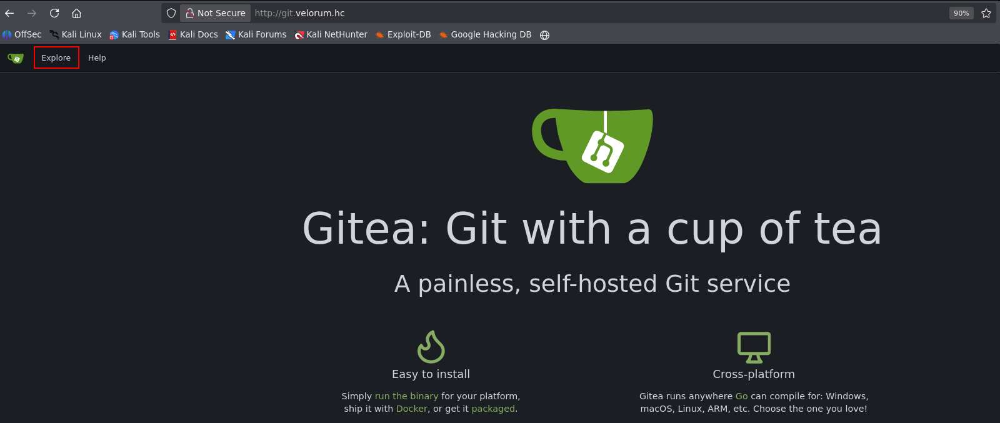 Not Secure http://git.velorum.hc 90%
OffSec Kali Linux Kali Tools Kali Docs Kali Forums Kali NetHunter Exploit-DB Google Hacking DB
Explore Help
Gitea: Git with a cup of tea
A painless, self-hosted Git service
Easy to install
Simply run the binary for your platform,
ship it with Docker, or get it packaged.
Cross-platform
Gitea runs anywhere Go can compile for: Windows,
macOS, Linux, ARM, etc. Choose the one you love!